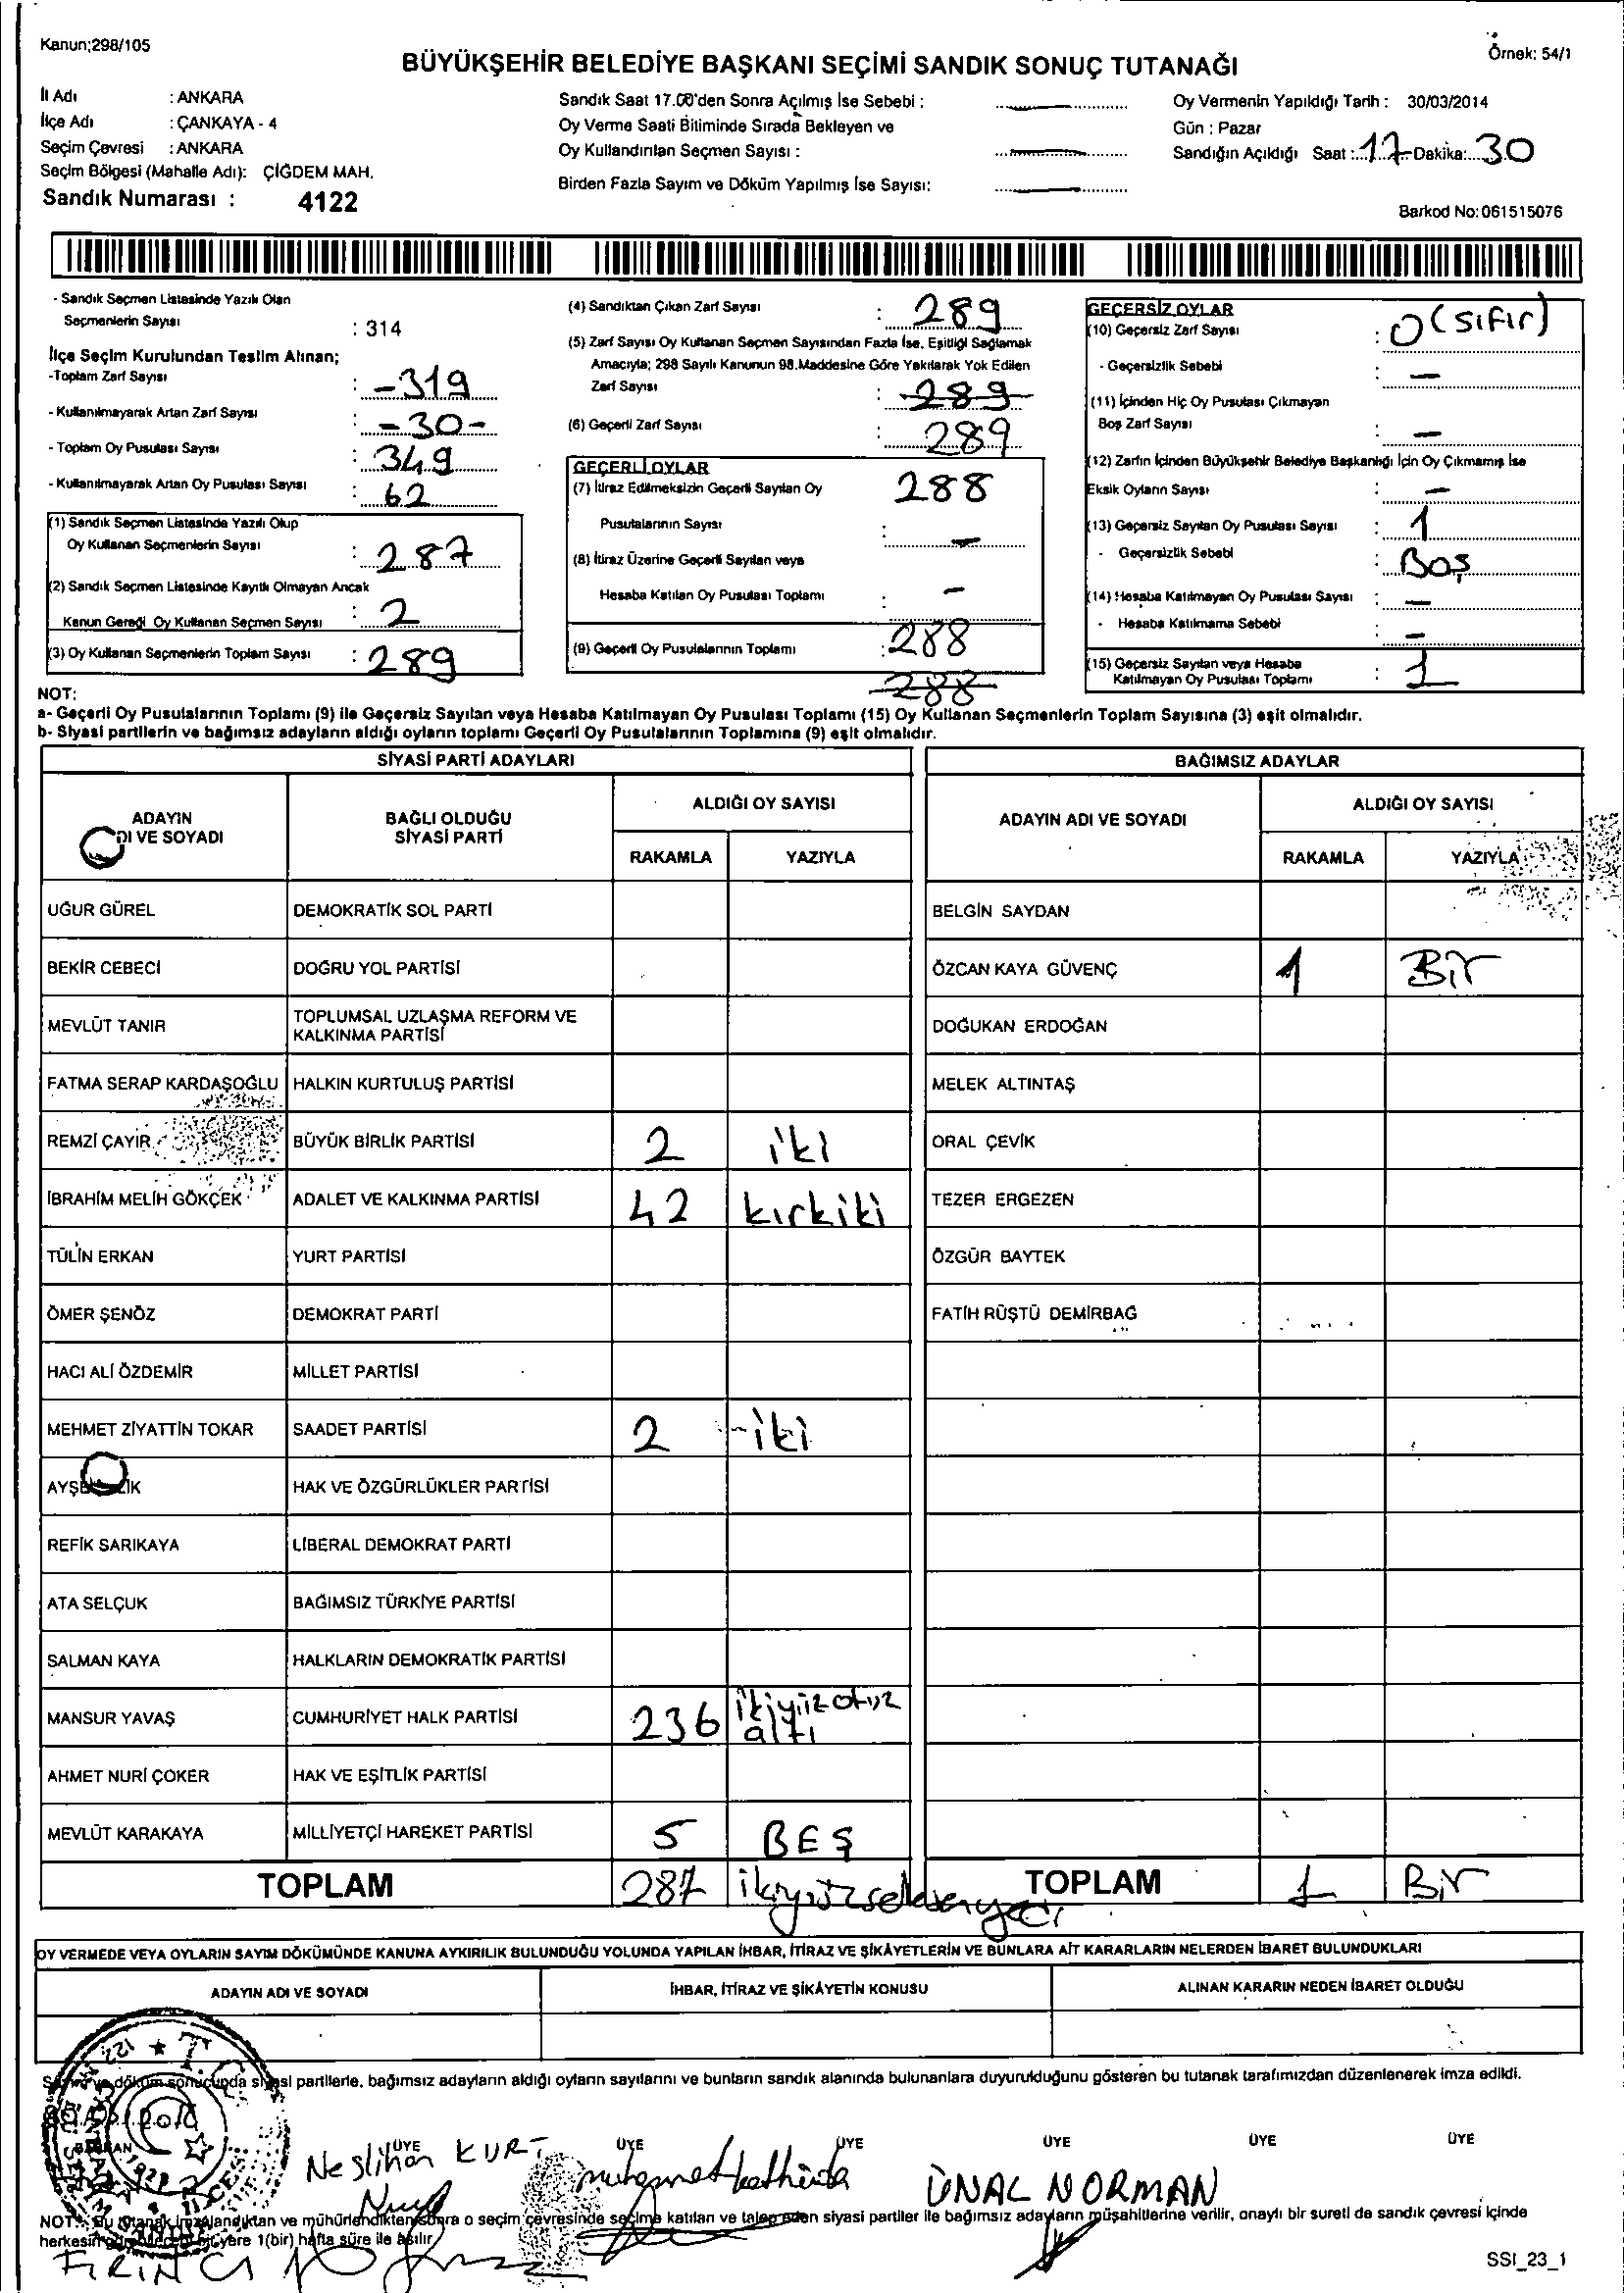 Kanun;298/105
Örnek: 54/1
BÜYÜKŞEHİR BELEDİYE BAŞKANI SEÇİMİ SANDIK SONUÇ TUTANAĞI
İl Adı : ANKARA
İlçe Adı : ÇANKAYA - 4
Seçim Çevresi : ANKARA
Seçim Bölgesi (Mahalle Adı): ÇİĞDEM MAH.
Sandık Numarası : 4122
Sandık Saat 17.00'den Sonra Açılmış İse Sebebi :
Oy Verme Saati Bitiminde Sırada Bekleyen ve
Oy Kullandırılan Seçmen Sayısı :
Birden Fazla Sayım ve Döküm Yapılmış İse Sayısı:
Oy Vermenin Yapıldığı Tarih : 30/03/2014
Gün : Pazar
Sandığın Açıldığı Saat : 17 Dakika: 30
Barkod No: 061515076
- Sandık Seçmen Listesinde Yazılı Olan
Seçmenlerin Sayısı : 314
İlçe Seçim Kurulundan Teslim Alınan;
-Toplam Zarf Sayısı : -319
- Kullanılmayarak Artan Zarf Sayısı : -30-
- Toplam Oy Pusulası Sayısı : 349
- Kullanılmayarak Artan Oy Pusulası Sayısı : 62
(1) Sandık Seçmen Listesinde Yazılı Olup
Oy Kullanan Seçmenlerin Sayısı : 287
(2) Sandık Seçmen Listesinde Kayıtlı Olmayan Ancak
Kanun Gereği Oy Kullanan Seçmen Sayısı : 2
(3) Oy Kullanan Seçmenlerin Toplam Sayısı : 289
(4) Sandıktan Çıkan Zarf Sayısı : 289
(5) Zarf Sayısı Oy Kullanan Seçmen Sayısından Fazla İse, Eşitliği Sağlamak
Amacıyla; 298 Sayılı Kanunun 98.Maddesine Göre Yakılarak Yok Edilen
Zarf Sayısı : 289
(6) Geçerli Zarf Sayısı : 289
GEÇERLİ OYLAR
(7) İtiraz Edilmeksizin Geçerli Sayılan Oy 288
Pusulalarının Sayısı : -
(8) İtiraz Üzerine Geçerli Sayılan veya
Hesaba Katılan Oy Pusulası Toplamı : -
(9) Geçerli Oy Pusulalarının Toplamı : 288
288
GEÇERSİZ OYLAR
(10) Geçersiz Zarf Sayısı : 0 (sıfır)
- Geçersizlik Sebebi : -
(11) İçinden Hiç Oy Pusulası Çıkmayan
Boş Zarf Sayısı : -
(12) Zarfın İçinden Büyükşehir Belediye Başkanlığı İçin Oy Çıkmamış İse
Eksik Oyların Sayısı : -
(13) Geçersiz Sayılan Oy Pusulası Sayısı : 1
- Geçersizlik Sebebi : Boş
(14) Hesaba Katılmayan Oy Pusulası Sayısı : -
- Hesaba Katılmama Sebebi : -
(15) Geçersiz Sayılan veya Hesaba
Katılmayan Oy Pusulası Toplamı : 1
NOT:
a- Geçerli Oy Pusulalarının Toplamı (9) ile Geçersiz Sayılan veya Hesaba Katılmayan Oy Pusulası Toplamı (15) Oy Kullanan Seçmenlerin Toplam Sayısına (3) eşit olmalıdır.
b- Siyasi partilerin ve bağımsız adayların aldığı oyların toplamı Geçerli Oy Pusulalarının Toplamına (9) eşit olmalıdır.
SİYASİ PARTİ ADAYLARI
ADAYIN BAĞLI OLDUĞU ALDIĞI OY SAYISI
DI VE SOYADI SİYASİ PARTİ RAKAMLA YAZIYLA
UĞUR GÜREL DEMOKRATİK SOL PARTİ
BEKİR CEBECİ DOĞRU YOL PARTİSİ
MEVLÜT TANIR TOPLUMSAL UZLAŞMA REFORM VE
KALKINMA PARTİSİ
FATMA SERAP KARDAŞOĞLU HALKIN KURTULUŞ PARTİSİ
REMZİ ÇAYIR BÜYÜK BİRLİK PARTİSİ 2 iki
İBRAHİM MELİH GÖKÇEK ADALET VE KALKINMA PARTİSİ 42 kırkiki
TÜLİN ERKAN YURT PARTİSİ
ÖMER ŞENÖZ DEMOKRAT PARTİ
HACI ALİ ÖZDEMİR MİLLET PARTİSİ
MEHMET ZİYATTİN TOKAR SAADET PARTİSİ 2 -iki
HAK VE ÖZGÜRLÜKLER PARTİSİ
REFİK SARIKAYA LİBERAL DEMOKRAT PARTİ
ATA SELÇUK BAĞIMSIZ TÜRKİYE PARTİSİ
SALMAN KAYA HALKLARIN DEMOKRATİK PARTİSİ
MANSUR YAVAŞ CUMHURİYET HALK PARTİSİ 236 ikiyüz otuz
altı
AHMET NURİ ÇOKER HAK VE EŞİTLİK PARTİSİ
MEVLÜT KARAKAYA MİLLİYETÇİ HAREKET PARTİSİ 5 BEŞ
TOPLAM 287 ikiyüzseksenyedi
BAĞIMSIZ ADAYLAR
ADAYIN ADI VE SOYADI ALDIĞI OY SAYISI
RAKAMLA YAZIYLA
BELGİN SAYDAN
ÖZCAN KAYA GÜVENÇ 1 Bir
DOĞUKAN ERDOĞAN
MELEK ALTINTAŞ
ORAL ÇEVİK
TEZER ERGEZEN
ÖZGÜR BAYTEK
FATİH RÜŞTÜ DEMİRBAĞ
TOPLAM 1 Bir
OY VERMEDE VEYA OYLARIN SAYIM DÖKÜMÜNDE KANUNA AYKIRILIK BULUNDUĞU YOLUNDA YAPILAN İHBAR, İTİRAZ VE ŞİKÂYETLERİN VE BUNLARA AİT KARARLARIN NELERDEN İBARET BULUNDUKLARI
ADAYIN ADI VE SOYADI İHBAR, İTİRAZ VE ŞİKÂYETİN KONUSU ALINAN KARARIN NEDEN İBARET OLDUĞU
döküm sonucunda siyasi partilerle, bağımsız adayların aldığı oyların sayılarını ve bunların sandık alanında bulunanlara duyurulduğunu gösteren bu tutanak tarafımızdan düzenlenerek imza edildi.
ÜYE ÜYE ÜYE ÜYE ÜYE ÜYE
Neslihan KURT
ÜNAL NORMAN
NOT: Bu tutanak imzalandıktan ve mühürlendikten sonra o seçim çevresinde seçime katılan ve talep eden siyasi partiler ile bağımsız adayların müşahitlerine verilir, onaylı bir sureti de sandık çevresi içinde
bir yere 1(bir) hafta süre ile asılır.
FIRINCI
SSI_23_1